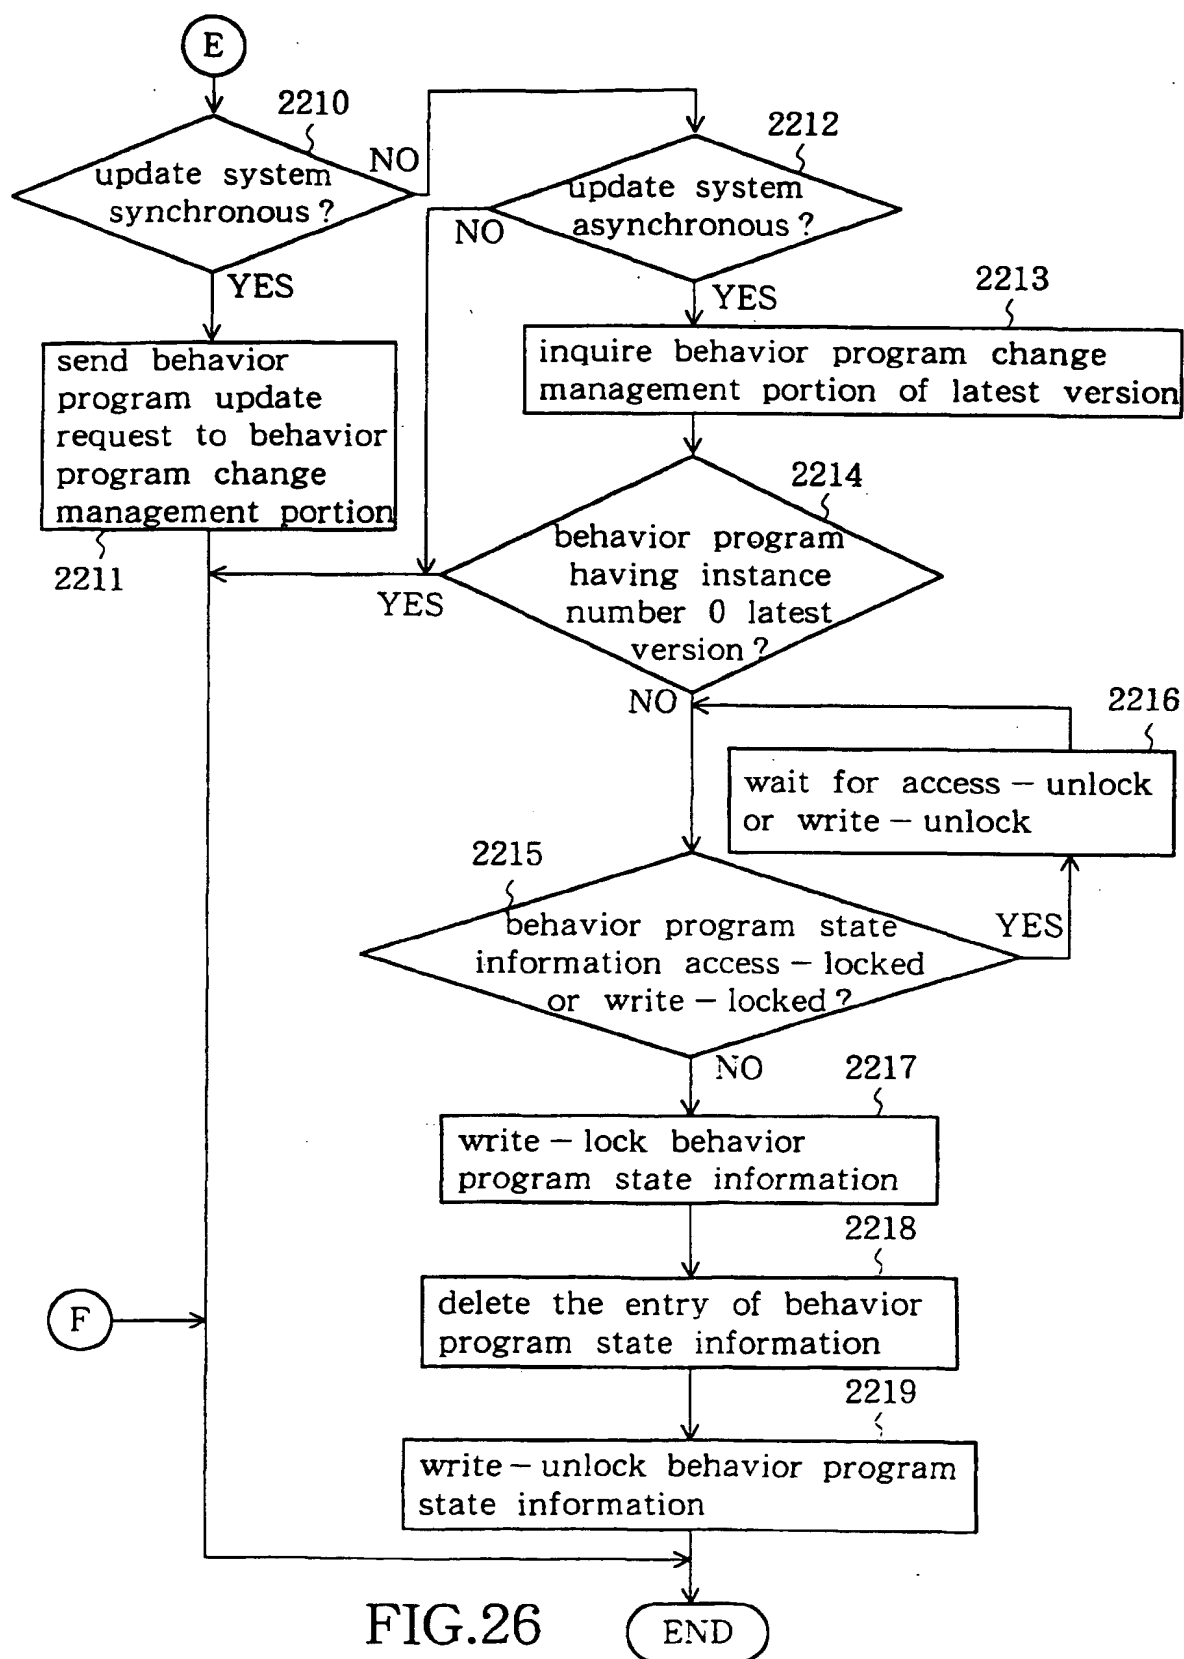 E
2210
update system
synchronous?
NO
YES
2212
update system
asynchronous?
NO
YES
send behavior
program update
request to behavior
program change
management portion
2211
2213
inquire behavior program change
management portion of latest version
2214
behavior program
having instance
number 0 latest
version?
YES
NO
2216
wait for access-unlock
or write-unlock
2215
behavior program state
information access-locked
or write-locked?
YES
NO
2217
write-lock behavior
program state information
2218
delete the entry of behavior
program state information
F
2219
write-unlock behavior program
state information
FIG.26
END